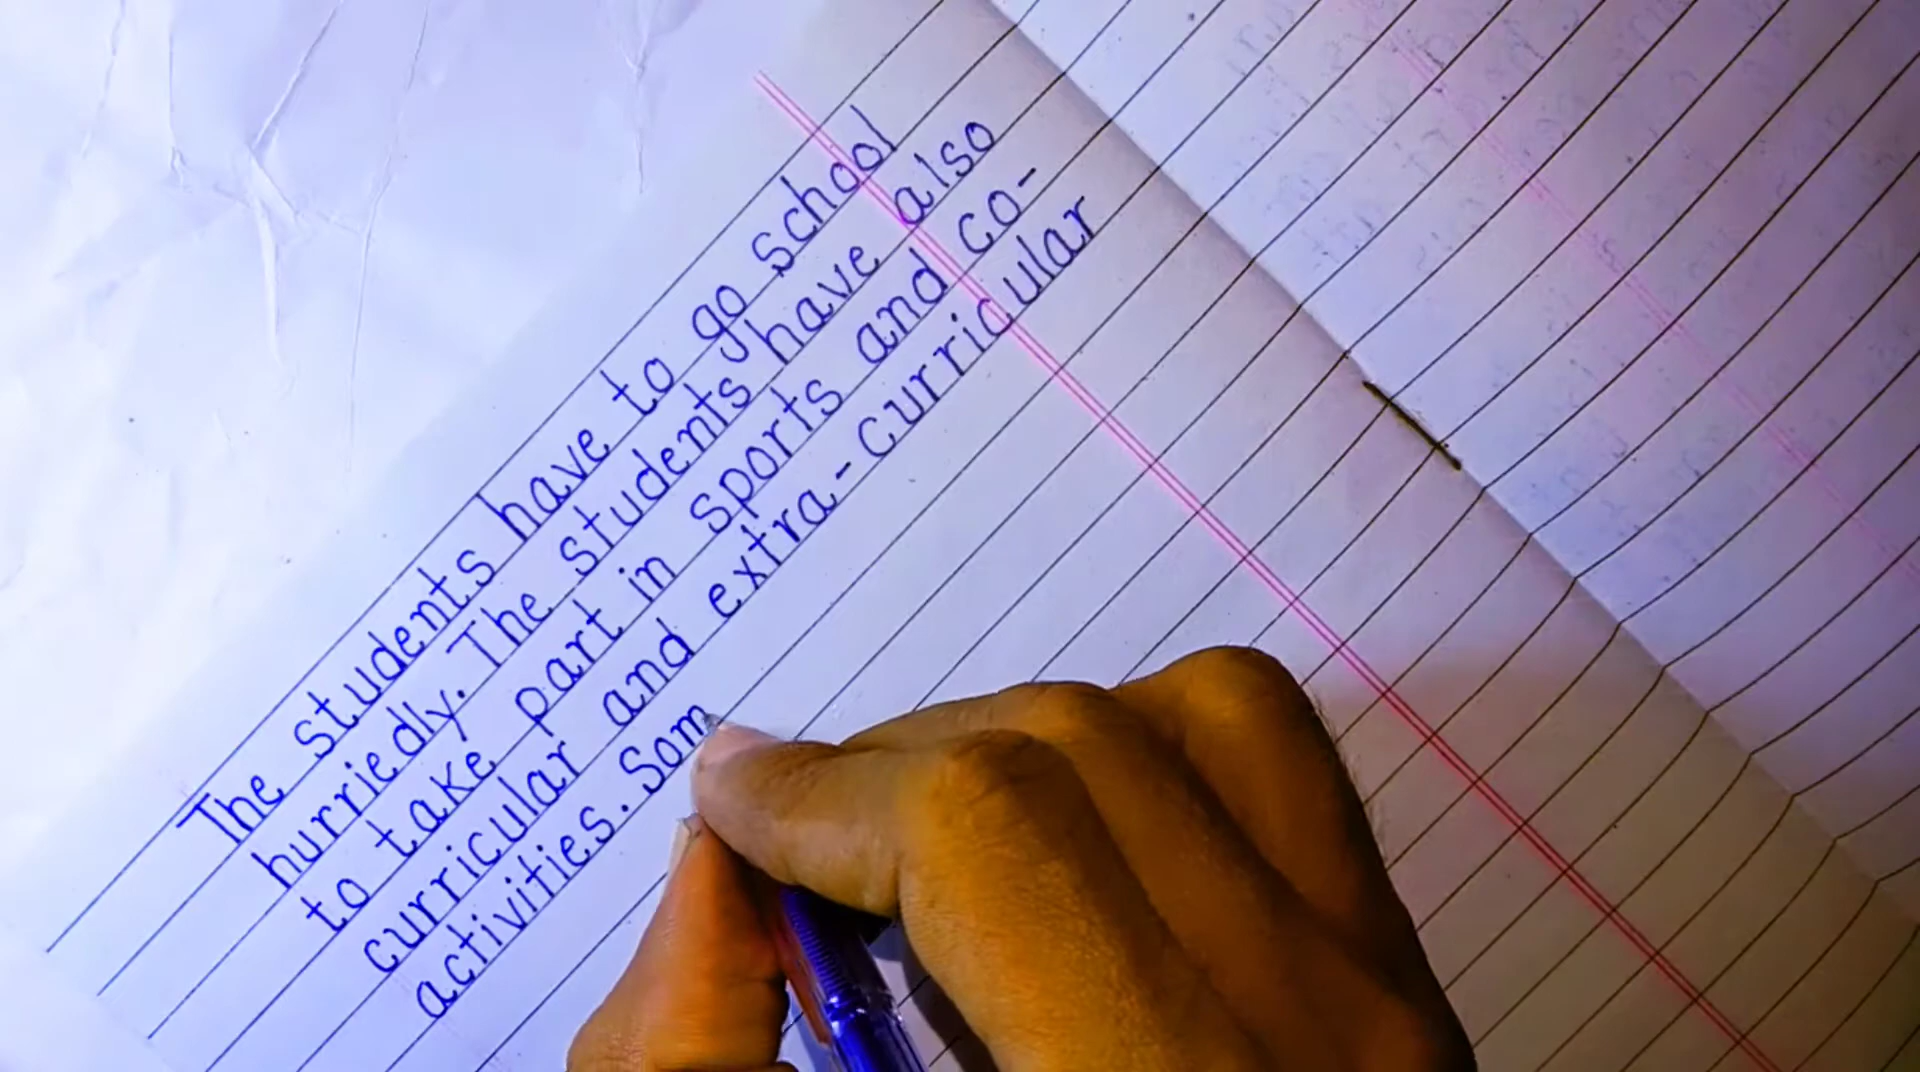 The students have to go school
hurriedly. The students have also
to take part in sports and co-
curricular and extra-curricular
activities. Som